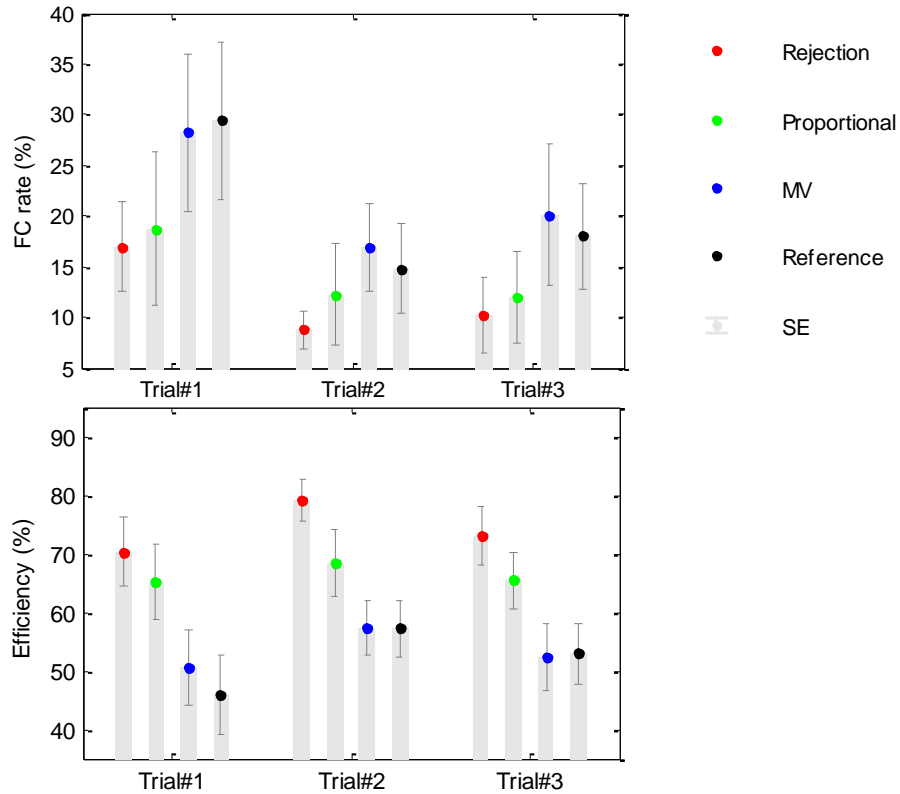 40
35
30
25
20
15
10
5
FC rate (%)
Trial#1
Trial#2
Trial#3
Rejection
Proportional
MV
Reference
SE
90
80
70
60
50
40
Efficiency (%)
Trial#1
Trial#2
Trial#3